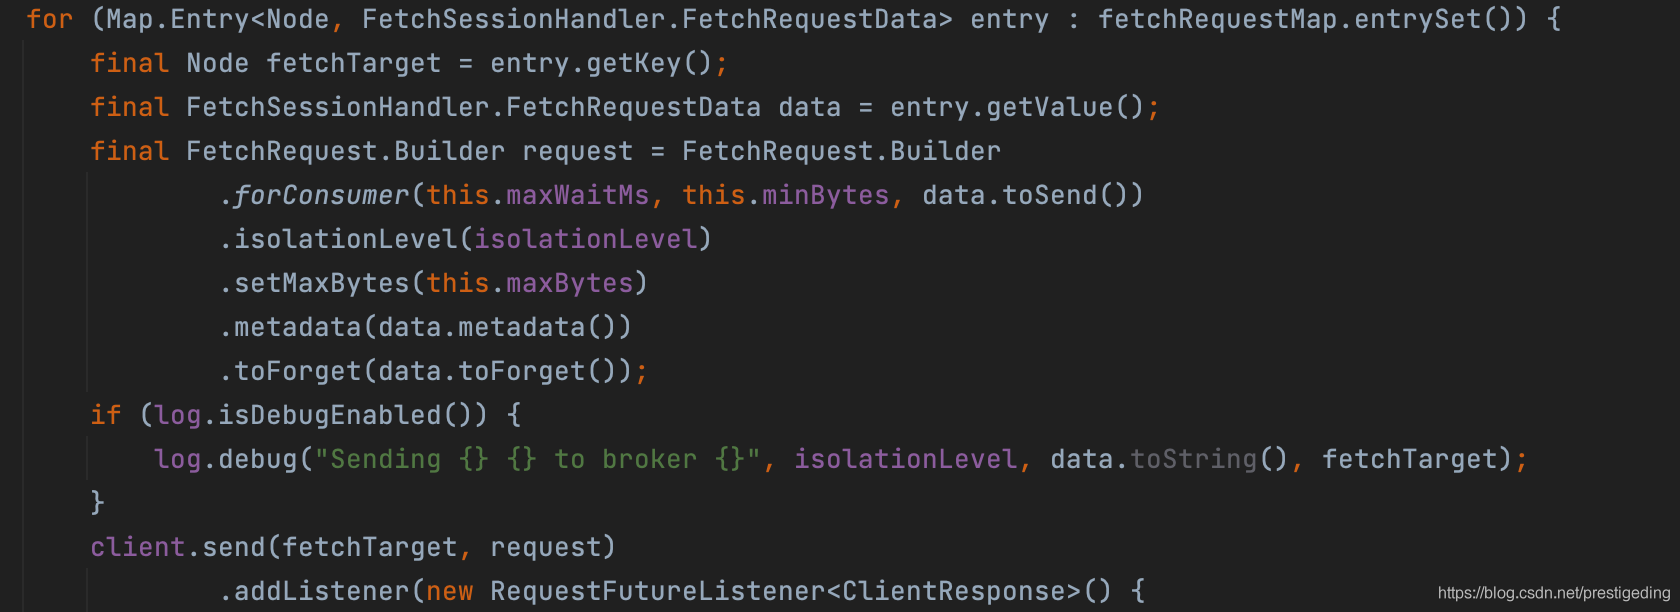 for (Map.Entry<Node, FetchSessionHandler.FetchRequestData> entry : fetchRequestMap.entrySet()) {
    final Node fetchTarget = entry.getKey();
    final FetchSessionHandler.FetchRequestData data = entry.getValue();
    final FetchRequest.Builder request = FetchRequest.Builder
            .forConsumer(this.maxWaitMs, this.minBytes, data.toSend())
            .isolationLevel(isolationLevel)
            .setMaxBytes(this.maxBytes)
            .metadata(data.metadata())
            .toForget(data.toForget());
    if (log.isDebugEnabled()) {
        log.debug("Sending {} {} to broker {}", isolationLevel, data.toString(), fetchTarget);
    }
    client.send(fetchTarget, request)
            .addListener(new RequestFutureListener<ClientResponse>() {
https://blog.csdn.net/prestigeding